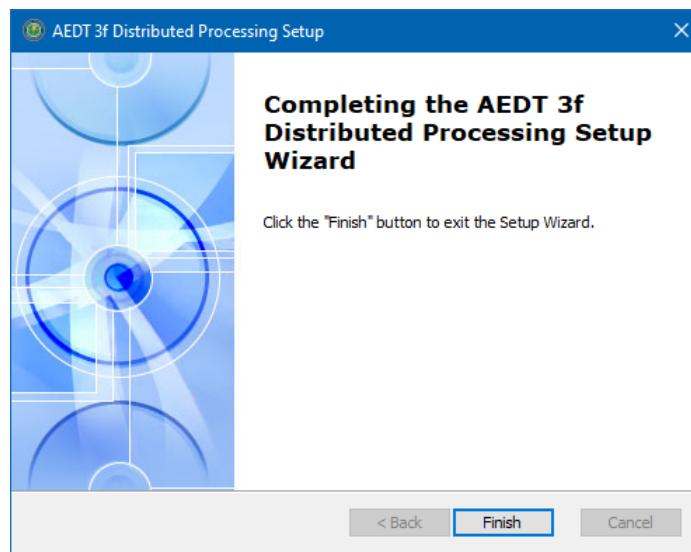 AEDT 3f Distributed Processing Setup
Completing the AEDT 3f
Distributed Processing Setup
Wizard
Click the "Finish" button to exit the Setup Wizard.
< Back Finish Cancel